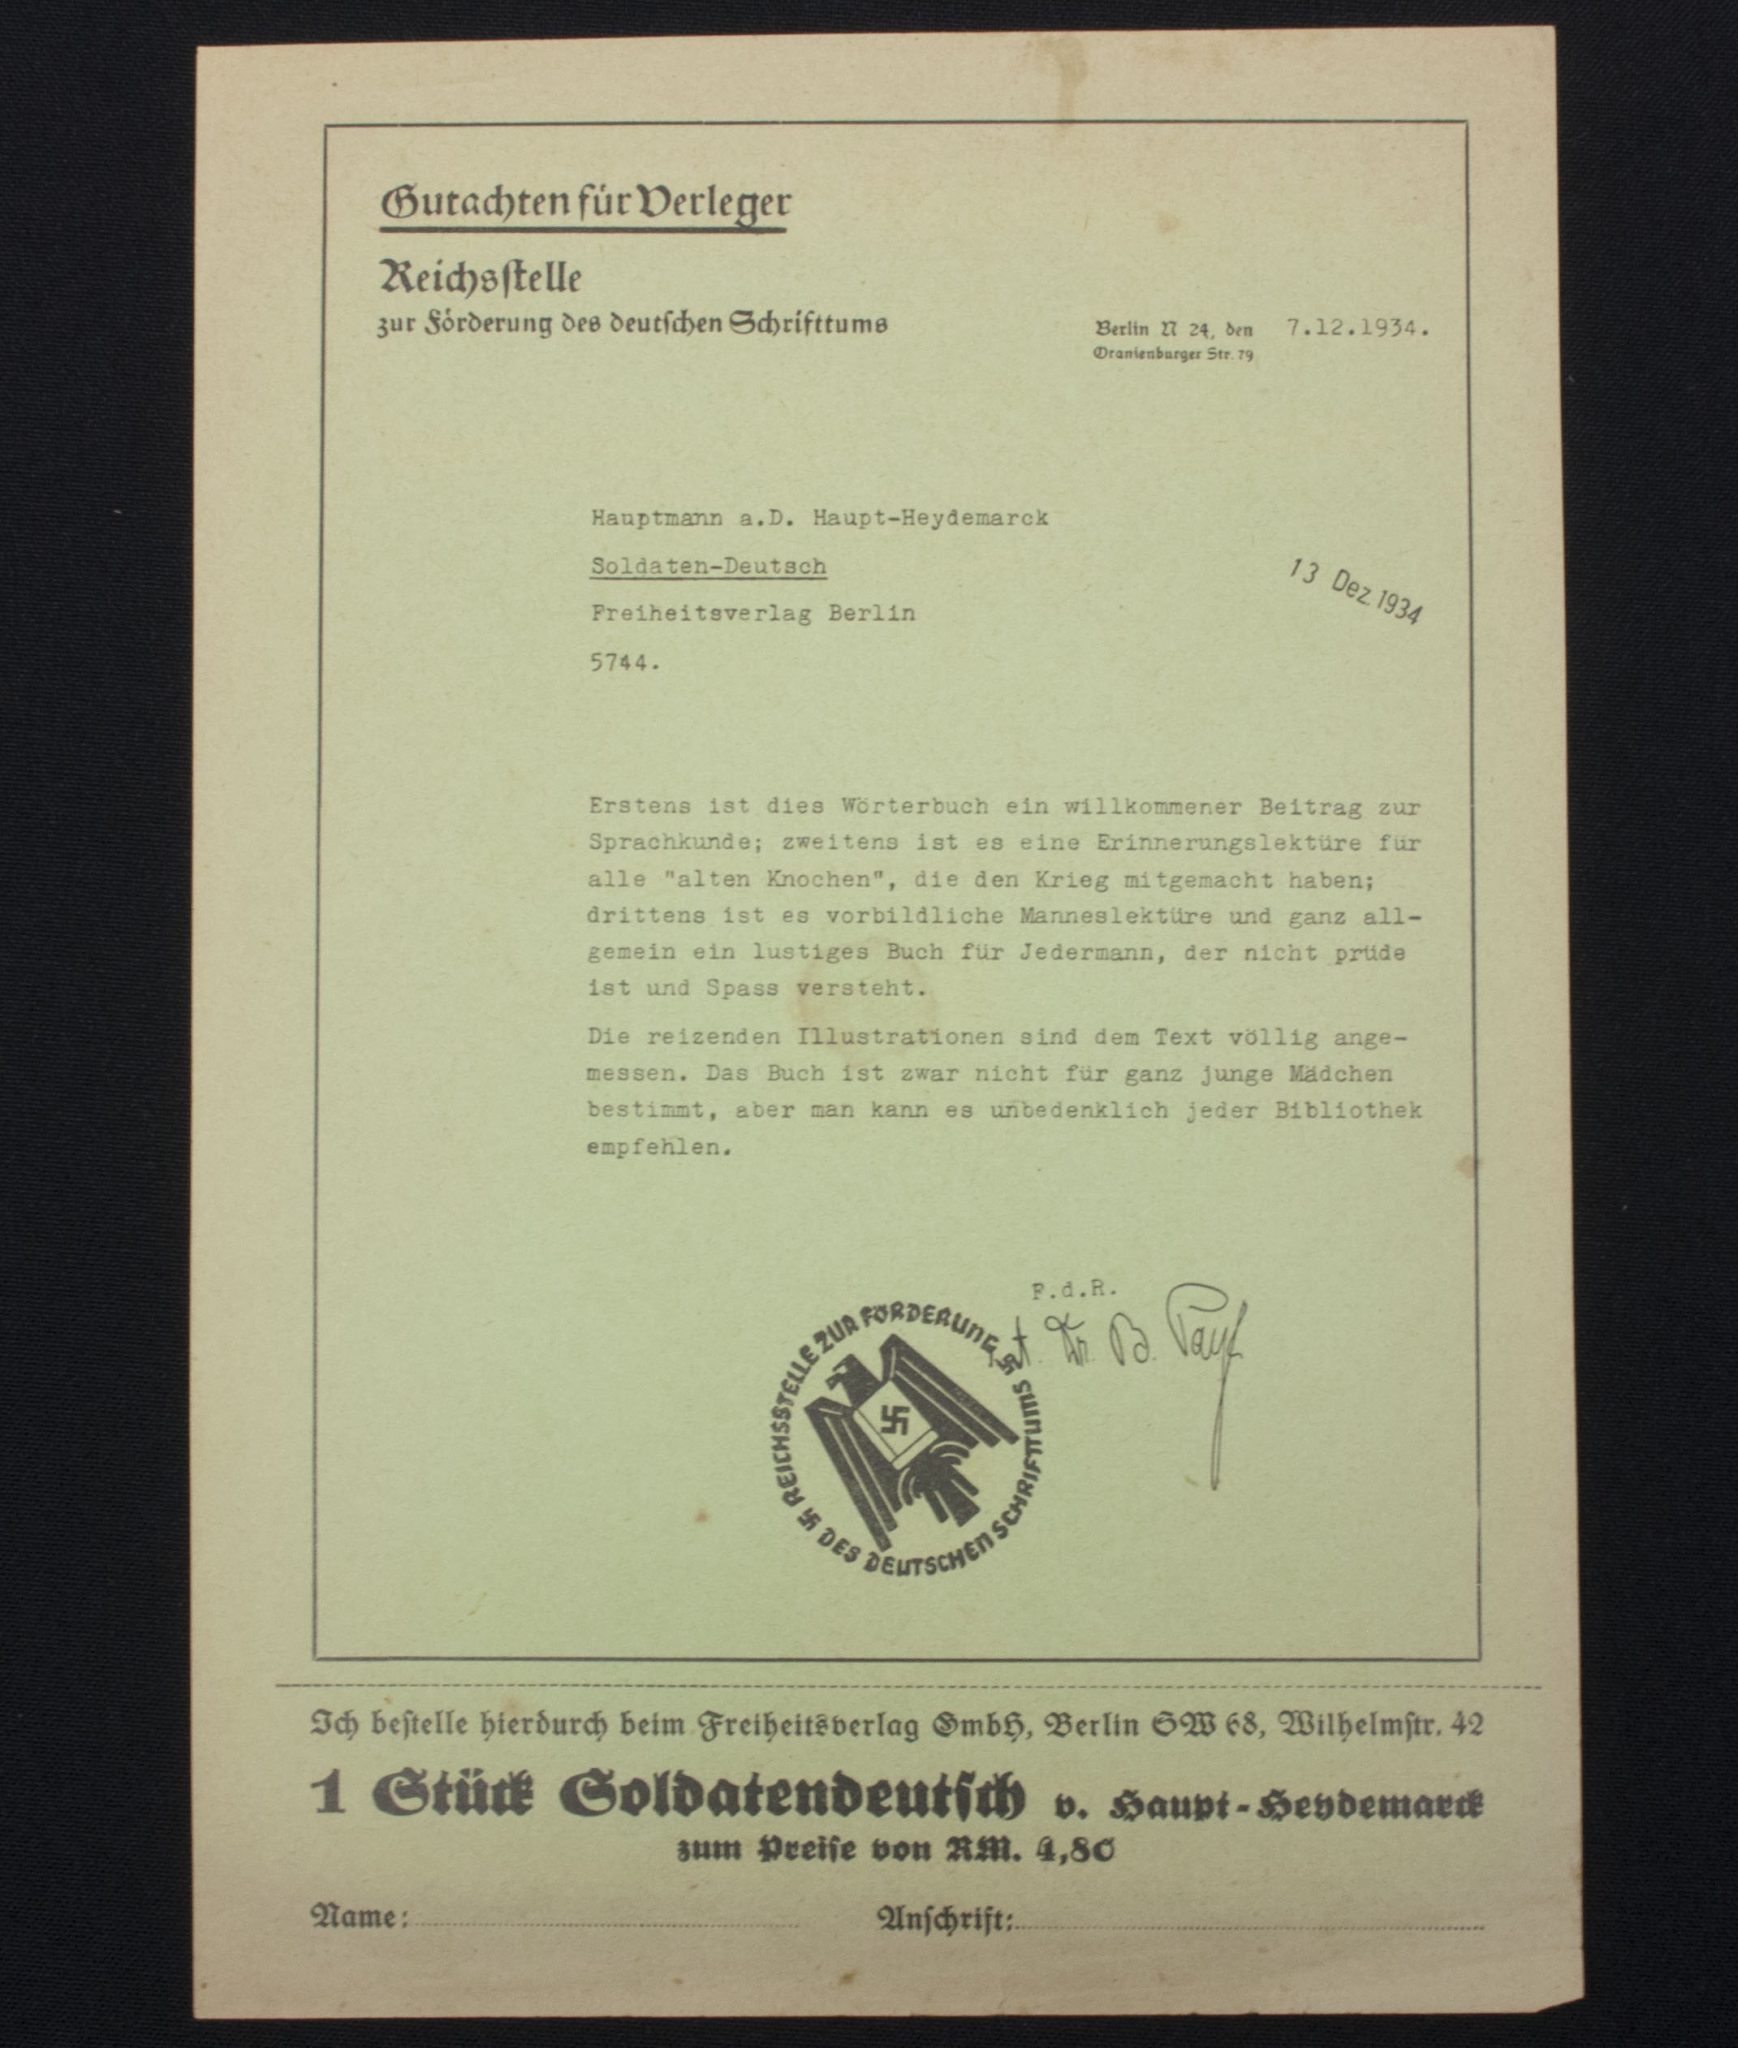 Gutachten für Verleger
Reichsstelle
zur Förderung des deutschen Schrifttums
Berlin N 24, den 7.12.1934.
Oranienburger Str. 79
Hauptmann a.D. Haupt-Heydemarck
Soldaten-Deutsch
Freiheitsverlag Berlin
5744.
13 Dez. 1934
Erstens ist dies Wörterbuch ein willkommener Beitrag zur
Sprachkunde; zweitens ist es eine Erinnerungslektüre für
alle "alten Knochen", die den Krieg mitgemacht haben;
drittens ist es vorbildliche Manneslektüre und ganz all-
gemein ein lustiges Buch für Jedermann, der nicht prüde
ist und Spass versteht.
Die reizenden Illustrationen sind dem Text völlig ange-
messen. Das Buch ist zwar nicht für ganz junge Mädchen
bestimmt, aber man kann es unbedenklich jeder Bibliothek
empfehlen.
F.d.R.
Dr. B.
REICHSSTELLE ZUR FÖRDERUNG
DES DEUTSCHEN SCHRIFTTUMS
Ich bestelle hierdurch beim Freiheitsverlag GmbH, Berlin SW 68, Wilhelmstr. 42
1 Stück Soldatendeutsch v. Haupt-Heydemarck
zum Preise von RM. 4,80
Name: Anschrift: